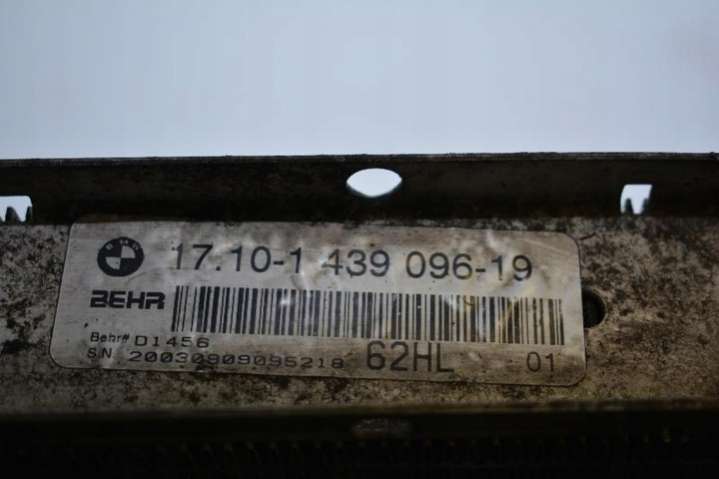 17.10-1 439 096-19
BEHR
Behr# D1456
S.N 20030909095218 62HL 01